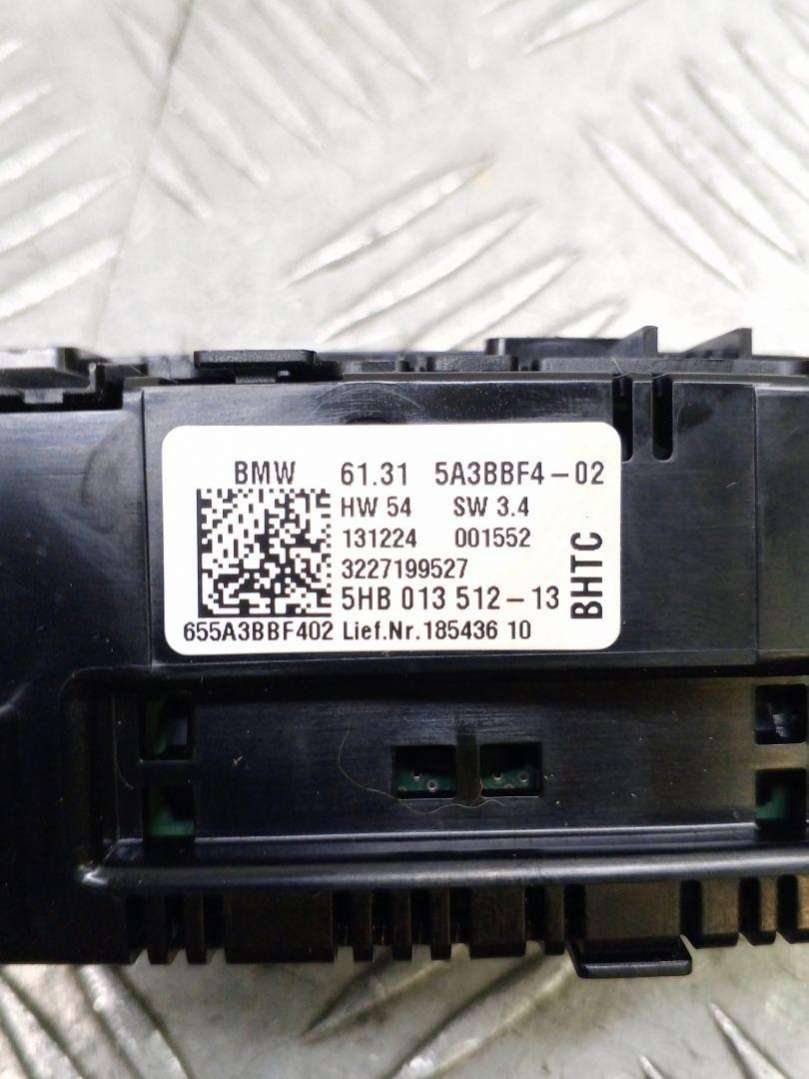 BMW 61.31 5A3BBF4-02
HW 54 SW 3.4
131224 001552
3227199527
5HB 013 512-13
655A3BBF402 Lief.Nr.185436 10
BHTC